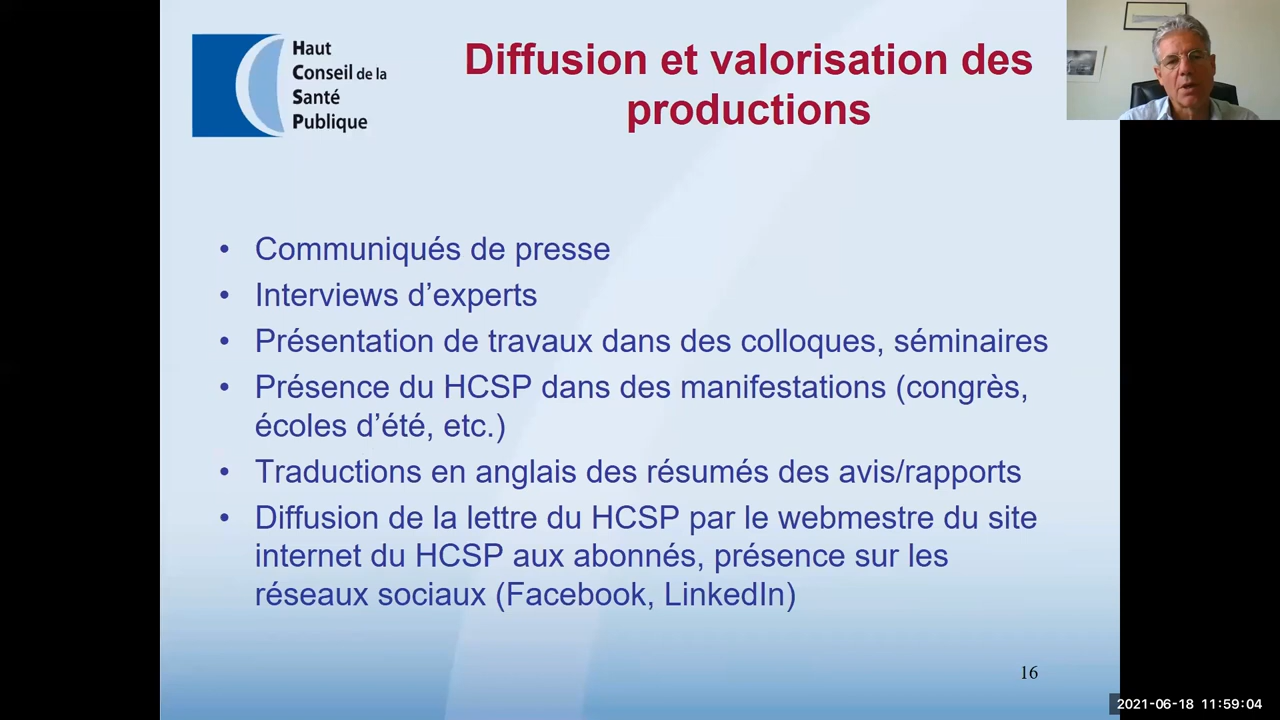 Haut
Conseil de la
Santé
Publique
Diffusion et valorisation des
productions
• Communiqués de presse
• Interviews d’experts
• Présentation de travaux dans des colloques, séminaires
• Présence du HCSP dans des manifestations (congrès,
écoles d’été, etc.)
• Traductions en anglais des résumés des avis/rapports
• Diffusion de la lettre du HCSP par le webmestre du site
internet du HCSP aux abonnés, présence sur les
réseaux sociaux (Facebook, LinkedIn)
16
2021-06-18 11:59:04